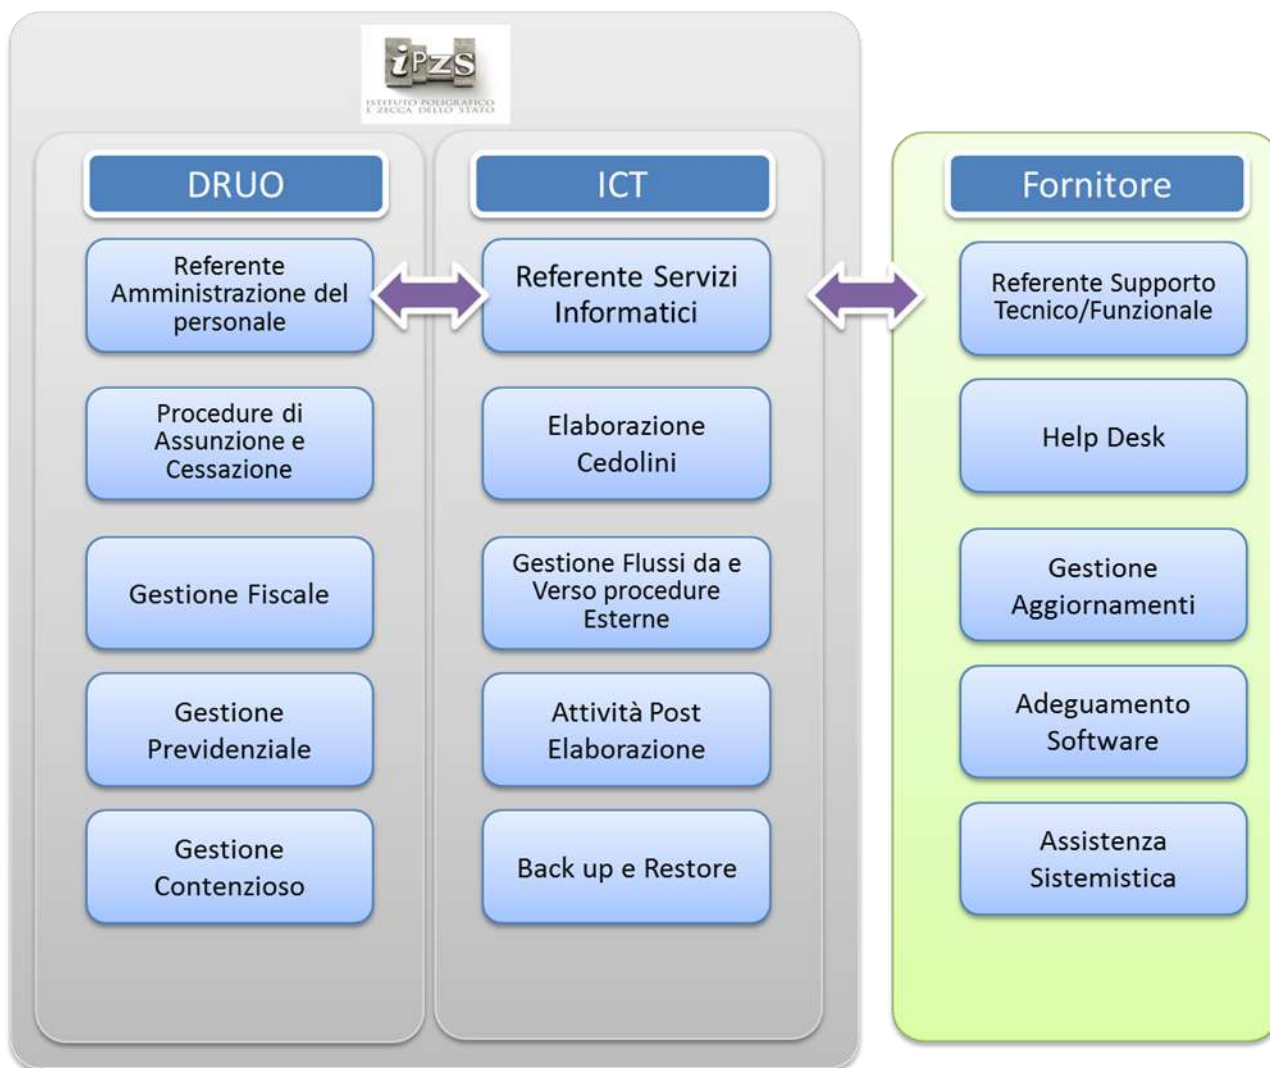 iPZS
ISTITUTO POLIGRAFICO
E ZECCA DELLO STATO
DRUO
Referente
Amministrazione del
personale
Procedure di
Assunzione e
Cessazione
Gestione Fiscale
Gestione
Previdenziale
Gestione
Contenzioso
ICT
Referente Servizi
Informatici
Elaborazione
Cedolini
Gestione Flussi da e
Verso procedure
Esterne
Attività Post
Elaborazione
Back up e Restore
Fornitore
Referente Supporto
Tecnico/Funzionale
Help Desk
Gestione
Aggiornamenti
Adeguamento
Software
Assistenza
Sistemistica